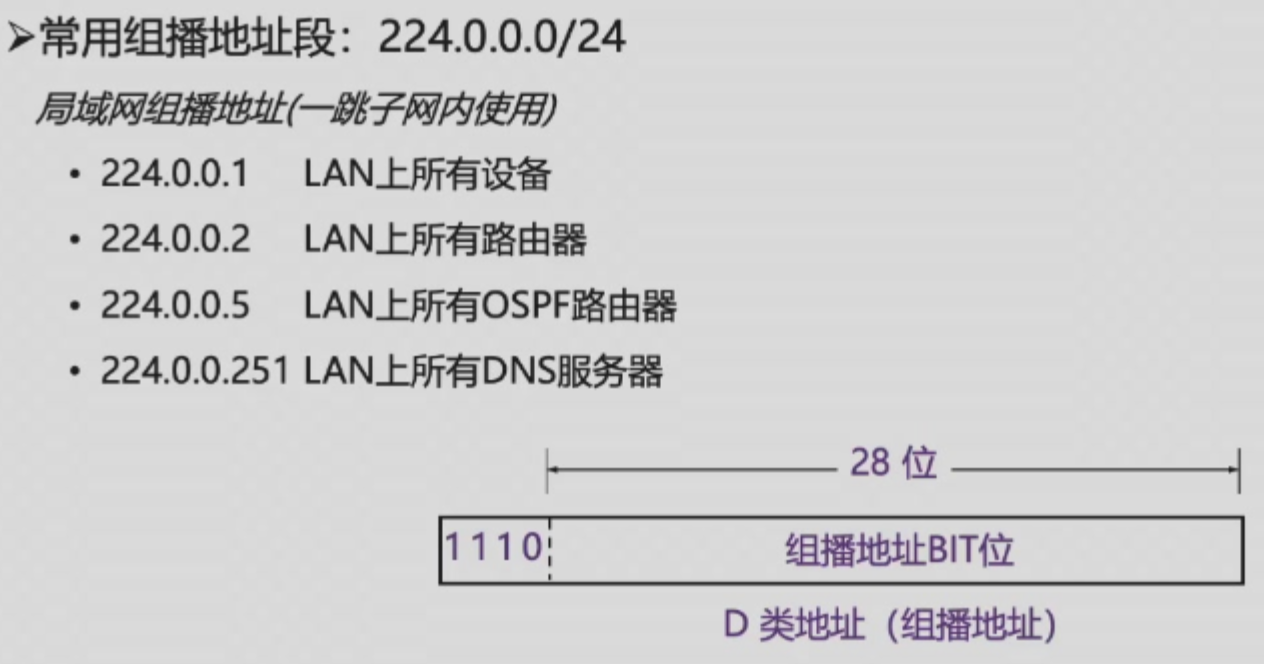 ➢常用组播地址段：224.0.0.0/24
局域网组播地址(一跳子网内使用)
• 224.0.0.1 LAN上所有设备
• 224.0.0.2 LAN上所有路由器
• 224.0.0.5 LAN上所有OSPF路由器
• 224.0.0.251 LAN上所有DNS服务器
28 位
1110 组播地址BIT位
D 类地址（组播地址）